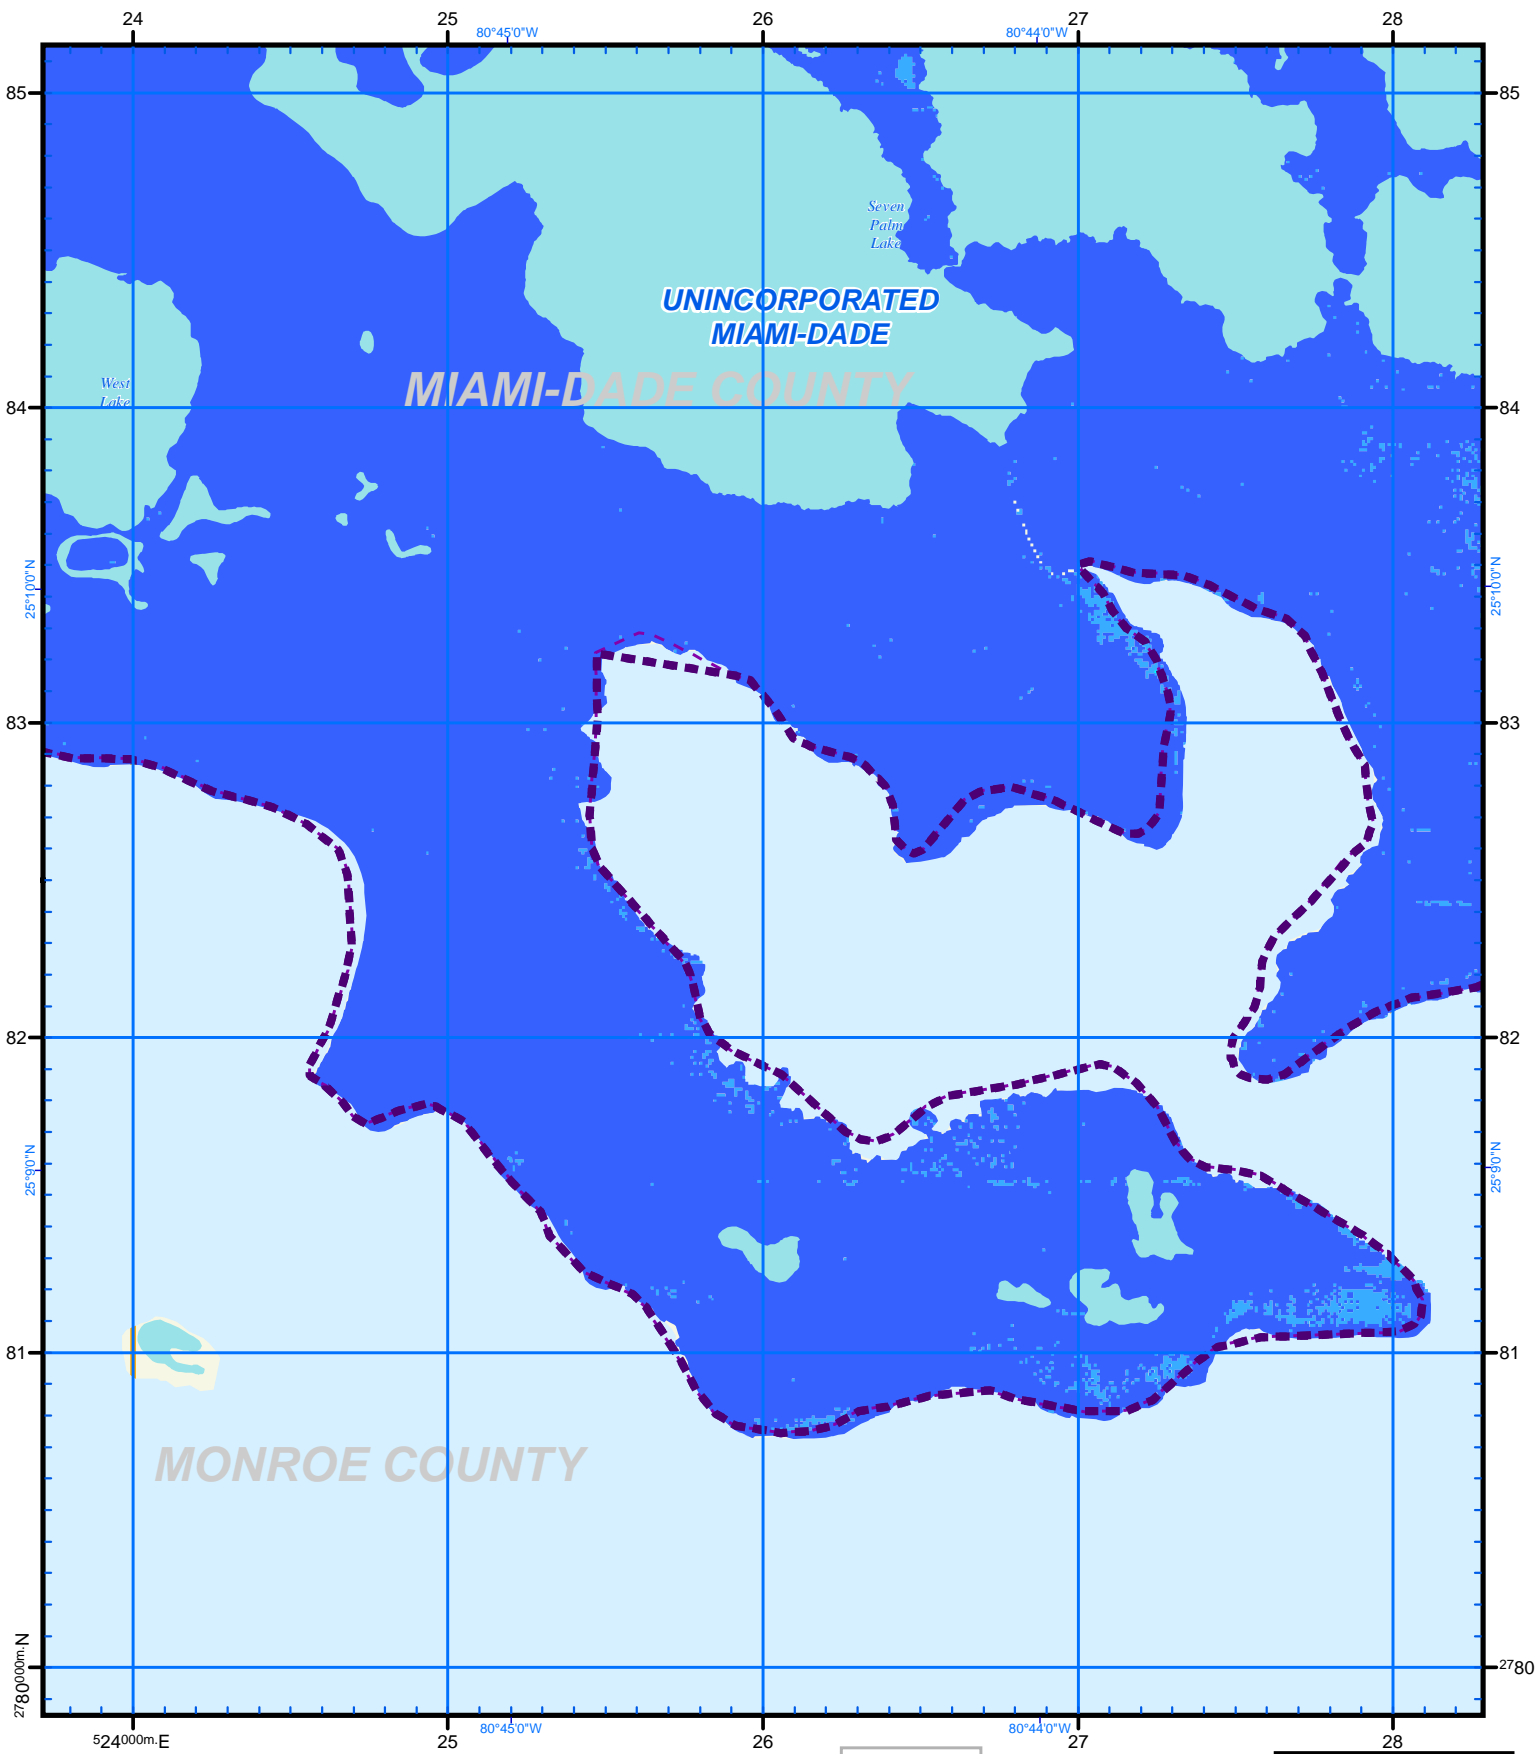 24 25 26 27 28
80°45'0"W 80°44'0"W
85 85
Seven
Palm
Lake
UNINCORPORATED
MIAMI-DADE
West
Lake
MIAMI-DADE COUNTY
84 84
25°10'0"N 25°10'0"N
83 83
82 82
25°9'0"N 25°9'0"N
81 81
MONROE COUNTY
2780000m.N 2780
80°45'0"W 80°44'0"W
524000m.E 25 26 27 28